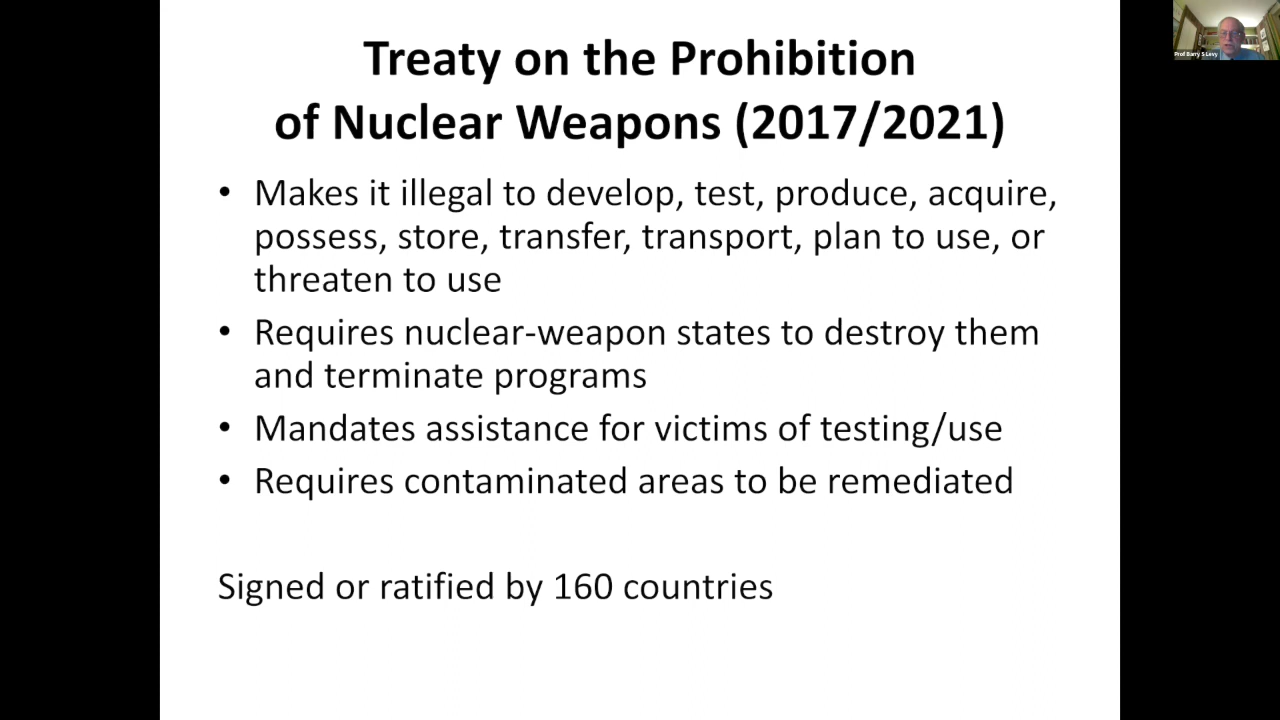 Treaty on the Prohibition
of Nuclear Weapons (2017/2021)
• Makes it illegal to develop, test, produce, acquire,
possess, store, transfer, transport, plan to use, or
threaten to use
• Requires nuclear-weapon states to destroy them
and terminate programs
• Mandates assistance for victims of testing/use
• Requires contaminated areas to be remediated
Signed or ratified by 160 countries
Prof Barry S Levy